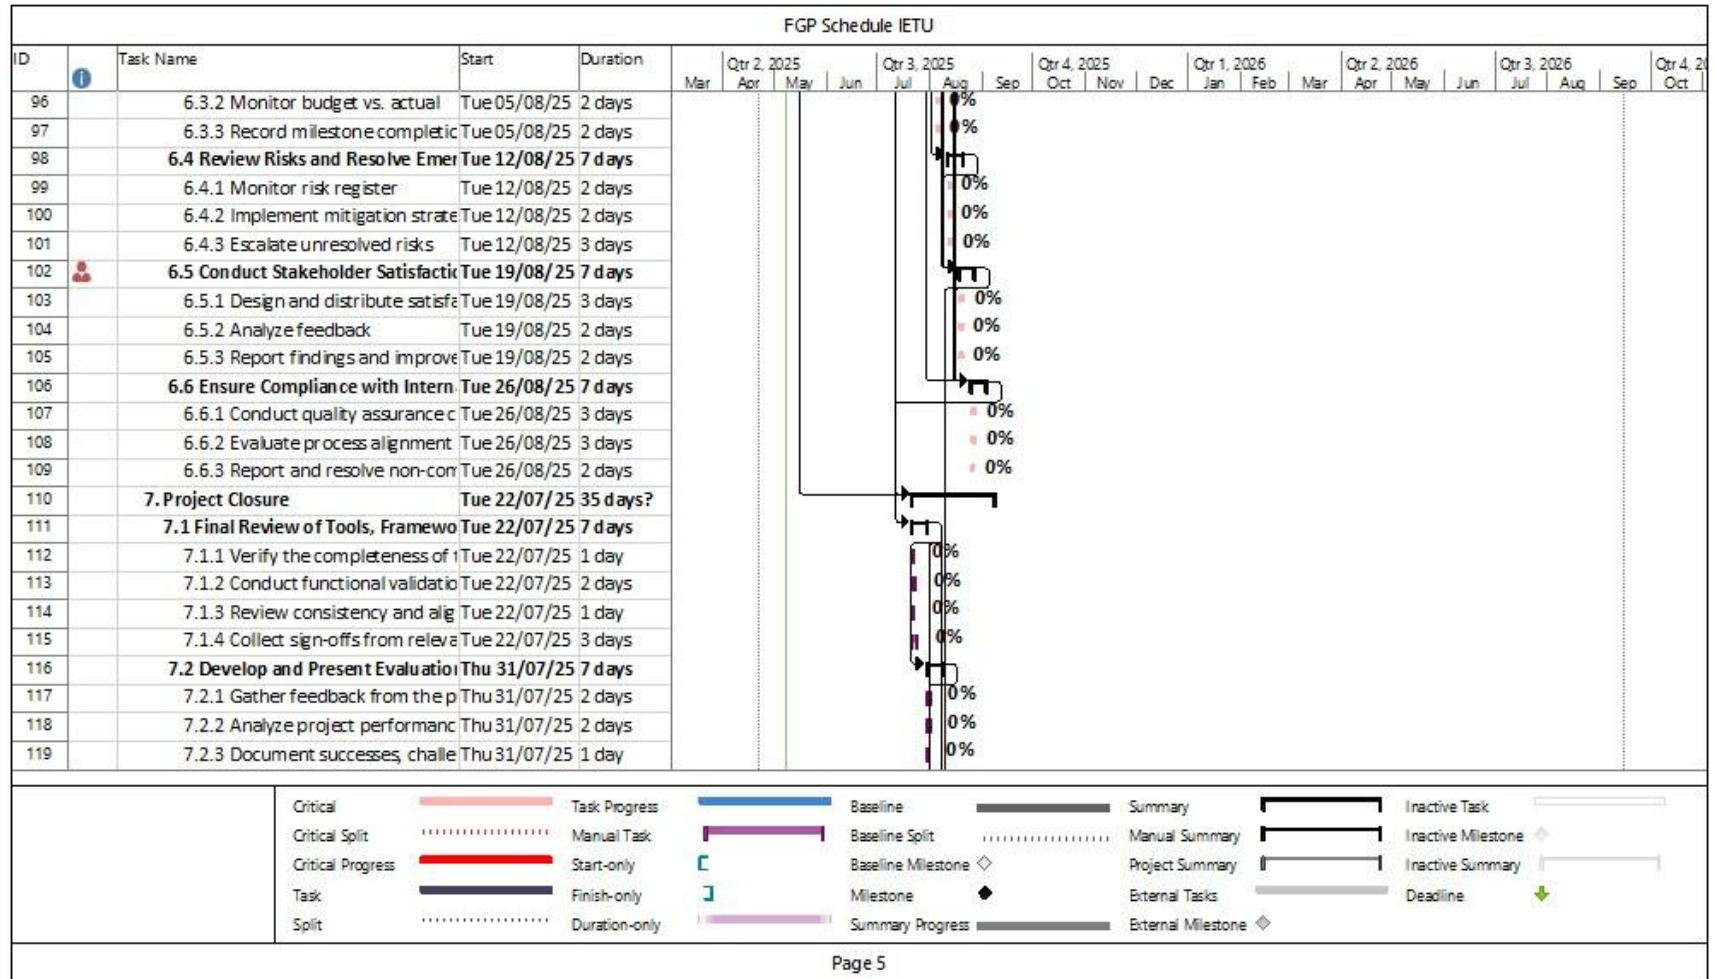 FGP Schedule IETU
ID Task Name Start Duration
Qtr 2, 2025 Qtr 3, 2025 Qtr 4, 2025 Qtr 1, 2026 Qtr 2, 2026 Qtr 3, 2026 Qtr 4, 20
Mar Apr May Jun Jul Aug Sep Oct Nov Dec Jan Feb Mar Apr May Jun Jul Aug Sep Oct
96 6.3.2 Monitor budget vs. actual Tue 05/08/25 2 days 0%
97 6.3.3 Record milestone completic Tue 05/08/25 2 days 0%
98 6.4 Review Risks and Resolve Emer Tue 12/08/25 7 days
99 6.4.1 Monitor risk register Tue 12/08/25 2 days 0%
100 6.4.2 Implement mitigation strate Tue 12/08/25 2 days 0%
101 6.4.3 Escalate unresolved risks Tue 12/08/25 3 days 0%
102 6.5 Conduct Stakeholder Satisfactic Tue 19/08/25 7 days
103 6.5.1 Design and distribute satisfa Tue 19/08/25 3 days 0%
104 6.5.2 Analyze feedback Tue 19/08/25 2 days 0%
105 6.5.3 Report findings and improve Tue 19/08/25 2 days 0%
106 6.6 Ensure Compliance with Intern Tue 26/08/25 7 days
107 6.6.1 Conduct quality assurance c Tue 26/08/25 3 days 0%
108 6.6.2 Evaluate process alignment Tue 26/08/25 3 days 0%
109 6.6.3 Report and resolve non-com Tue 26/08/25 2 days 0%
110 7. Project Closure Tue 22/07/25 35 days?
111 7.1 Final Review of Tools, Framewo Tue 22/07/25 7 days
112 7.1.1 Verify the completeness of t Tue 22/07/25 1 day 0%
113 7.1.2 Conduct functional validatio Tue 22/07/25 2 days 0%
114 7.1.3 Review consistency and alig Tue 22/07/25 1 day 0%
115 7.1.4 Collect sign-offs from releva Tue 22/07/25 3 days 0%
116 7.2 Develop and Present Evaluation Thu 31/07/25 7 days
117 7.2.1 Gather feedback from the p Thu 31/07/25 2 days 0%
118 7.2.2 Analyze project performanc Thu 31/07/25 2 days 0%
119 7.2.3 Document successes, challe Thu 31/07/25 1 day 0%
Critical Task Progress Baseline Summary Inactive Task
Critical Split Manual Task Baseline Split Manual Summary Inactive Milestone
Critical Progress Start-only Baseline Milestone Project Summary Inactive Summary
Task Finish-only Milestone External Tasks Deadline
Split Duration-only Summary Progress External Milestone
Page 5